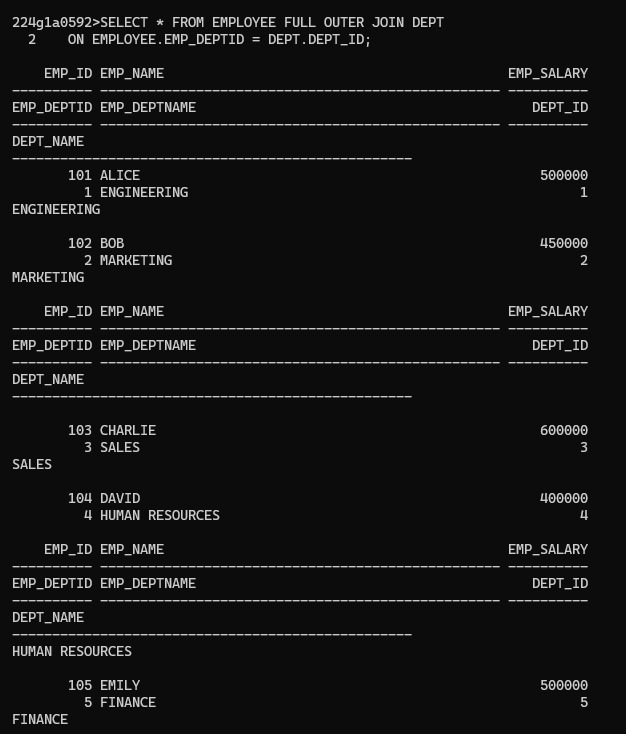 224g1a0592>SELECT * FROM EMPLOYEE FULL OUTER JOIN DEPT
  2    ON EMPLOYEE.EMP_DEPTID = DEPT.DEPT_ID;

    EMP_ID EMP_NAME                                           EMP_SALARY
---------- -------------------------------------------------- ----------
EMP_DEPTID EMP_DEPTNAME                                          DEPT_ID
---------- -------------------------------------------------- ----------
DEPT_NAME
--------------------------------------------------
       101 ALICE                                                  500000
         1 ENGINEERING                                                 1
ENGINEERING

       102 BOB                                                    450000
         2 MARKETING                                                   2
MARKETING

    EMP_ID EMP_NAME                                           EMP_SALARY
---------- -------------------------------------------------- ----------
EMP_DEPTID EMP_DEPTNAME                                          DEPT_ID
---------- -------------------------------------------------- ----------
DEPT_NAME
--------------------------------------------------

       103 CHARLIE                                                600000
         3 SALES                                                       3
SALES

       104 DAVID                                                  400000
         4 HUMAN RESOURCES                                             4

    EMP_ID EMP_NAME                                           EMP_SALARY
---------- -------------------------------------------------- ----------
EMP_DEPTID EMP_DEPTNAME                                          DEPT_ID
---------- -------------------------------------------------- ----------
DEPT_NAME
--------------------------------------------------
HUMAN RESOURCES

       105 EMILY                                                  500000
         5 FINANCE                                                     5
FINANCE